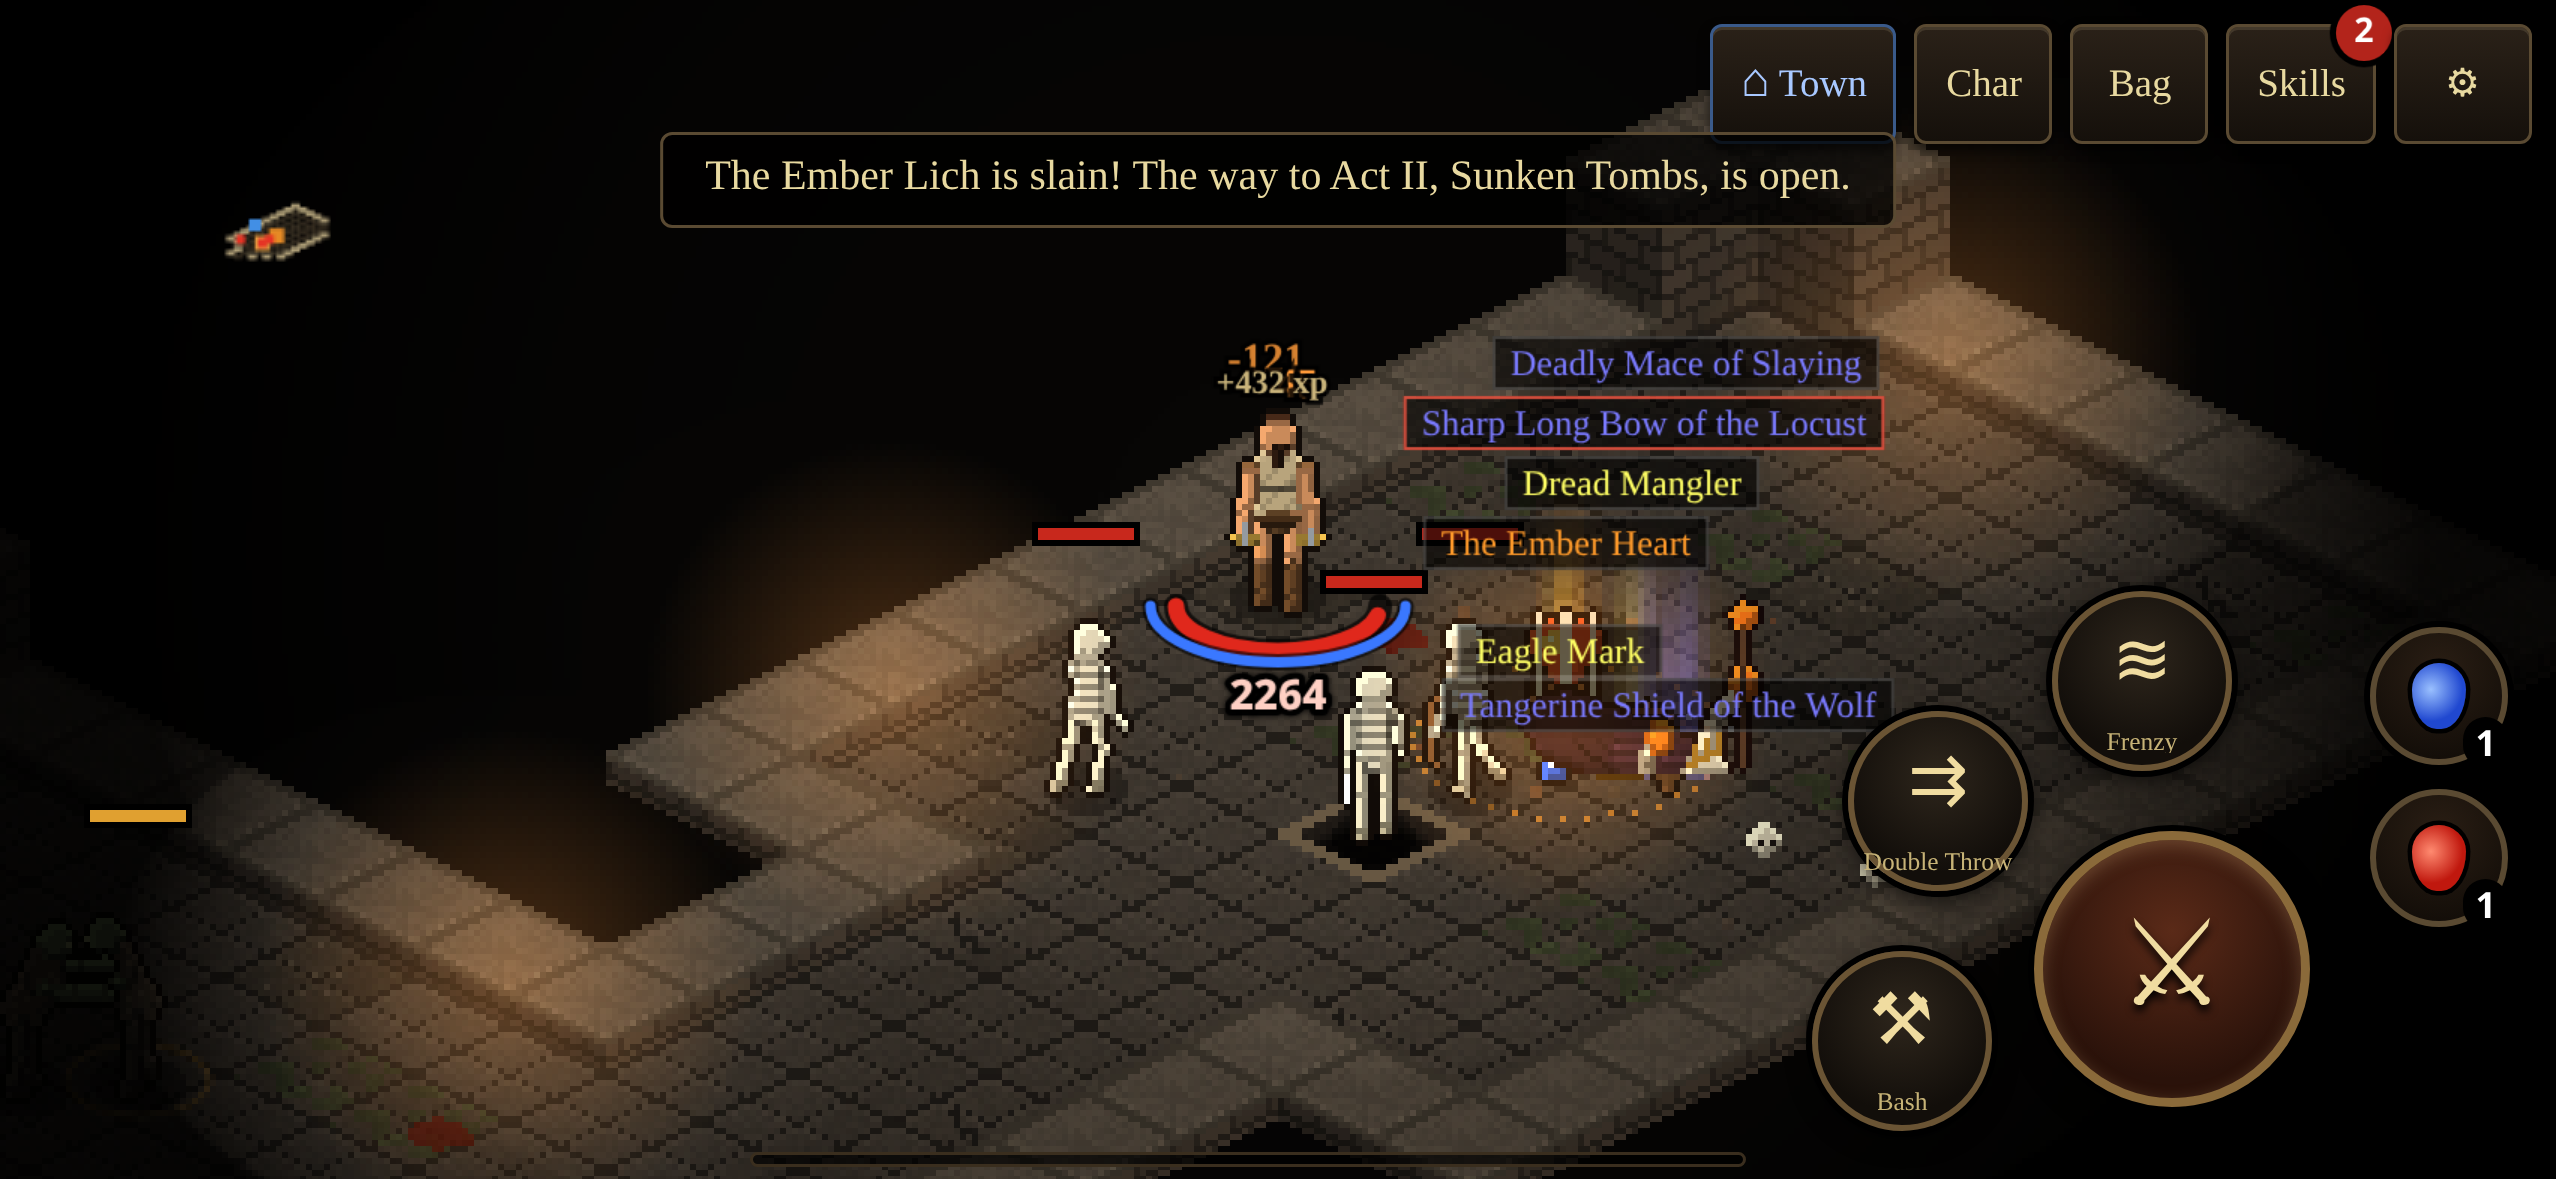 2
Town
Char
Bag
Skills
The Ember Lich is slain! The way to Act II, Sunken Tombs, is open.
-121
+432 xp
Deadly Mace of Slaying
Sharp Long Bow of the Locust
Dread Mangler
The Ember Heart
Eagle Mark
2264
Tangerine Shield of the Wolf
Frenzy
1
Double Throw
1
Bash